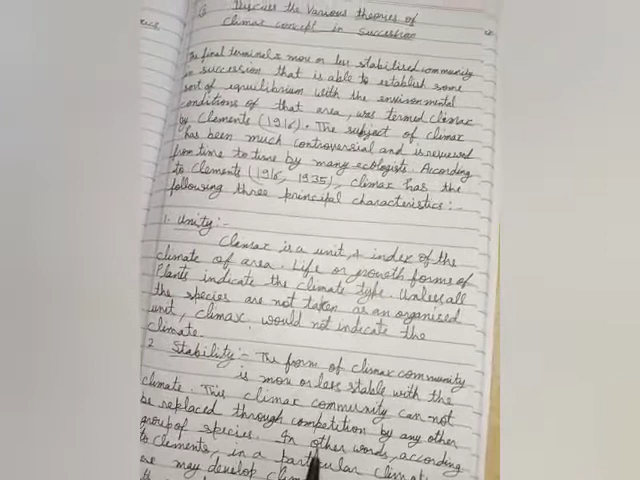 Q Discuss the Various theories of
climax concept in succession
The final terminal & more or less stabilised community
in succession that is able to establish some
sort of equilibrium with the environmental
conditions of that area, was termed climax
by Clements (1916). The subject of climax
has been much controversial and is reviewed
from time to time by many ecologists. According
to Clements (1916, 1935), climax has the
following three principal characteristics:-
1. Unity:-
Climax is a unit, & index of the
climate of area. Life or growth forms of
Plants indicate the climate type. Unless all
the species are not taken as an organised
unit, climax would not indicate the
climate.
2 Stability:- The form of climax community
is more or less stable with the
climate. This climax community can not
be replaced through competition by any other
group of species. In other words, according
to Clements, in a particular climat
may develop clim